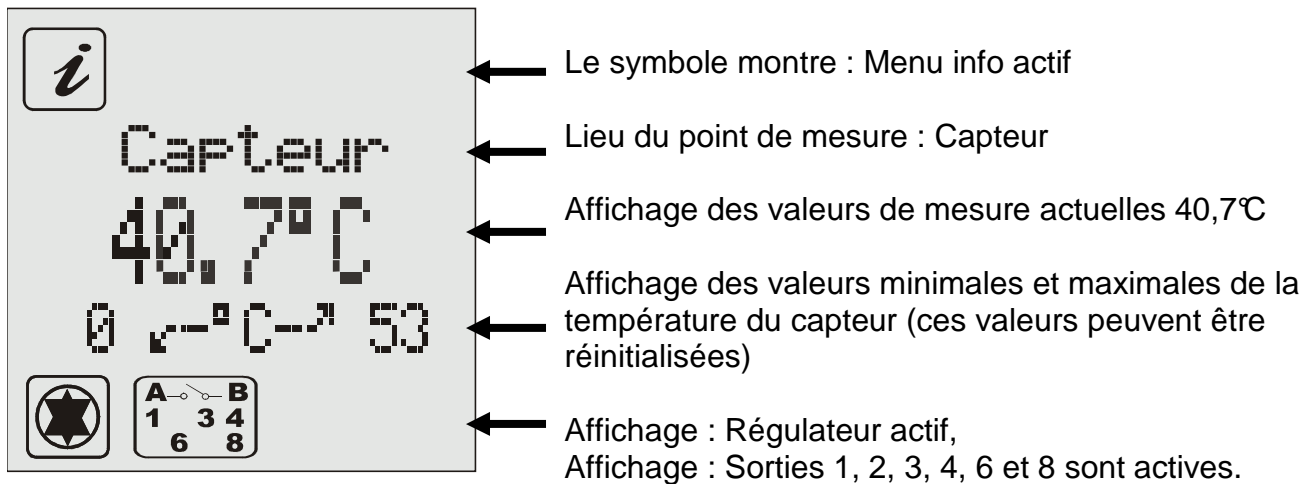 i
Le symbole montre : Menu info actif
Capteur
Lieu du point de mesure : Capteur
40.7°C
Affichage des valeurs de mesure actuelles 40,7°C
Affichage des valeurs minimales et maximales de la
0 ↙--°C--↗ 53
température du capteur (ces valeurs peuvent être
réinitialisées)
A B
1 3 4
6 8
Affichage : Régulateur actif,
Affichage : Sorties 1, 2, 3, 4, 6 et 8 sont actives.